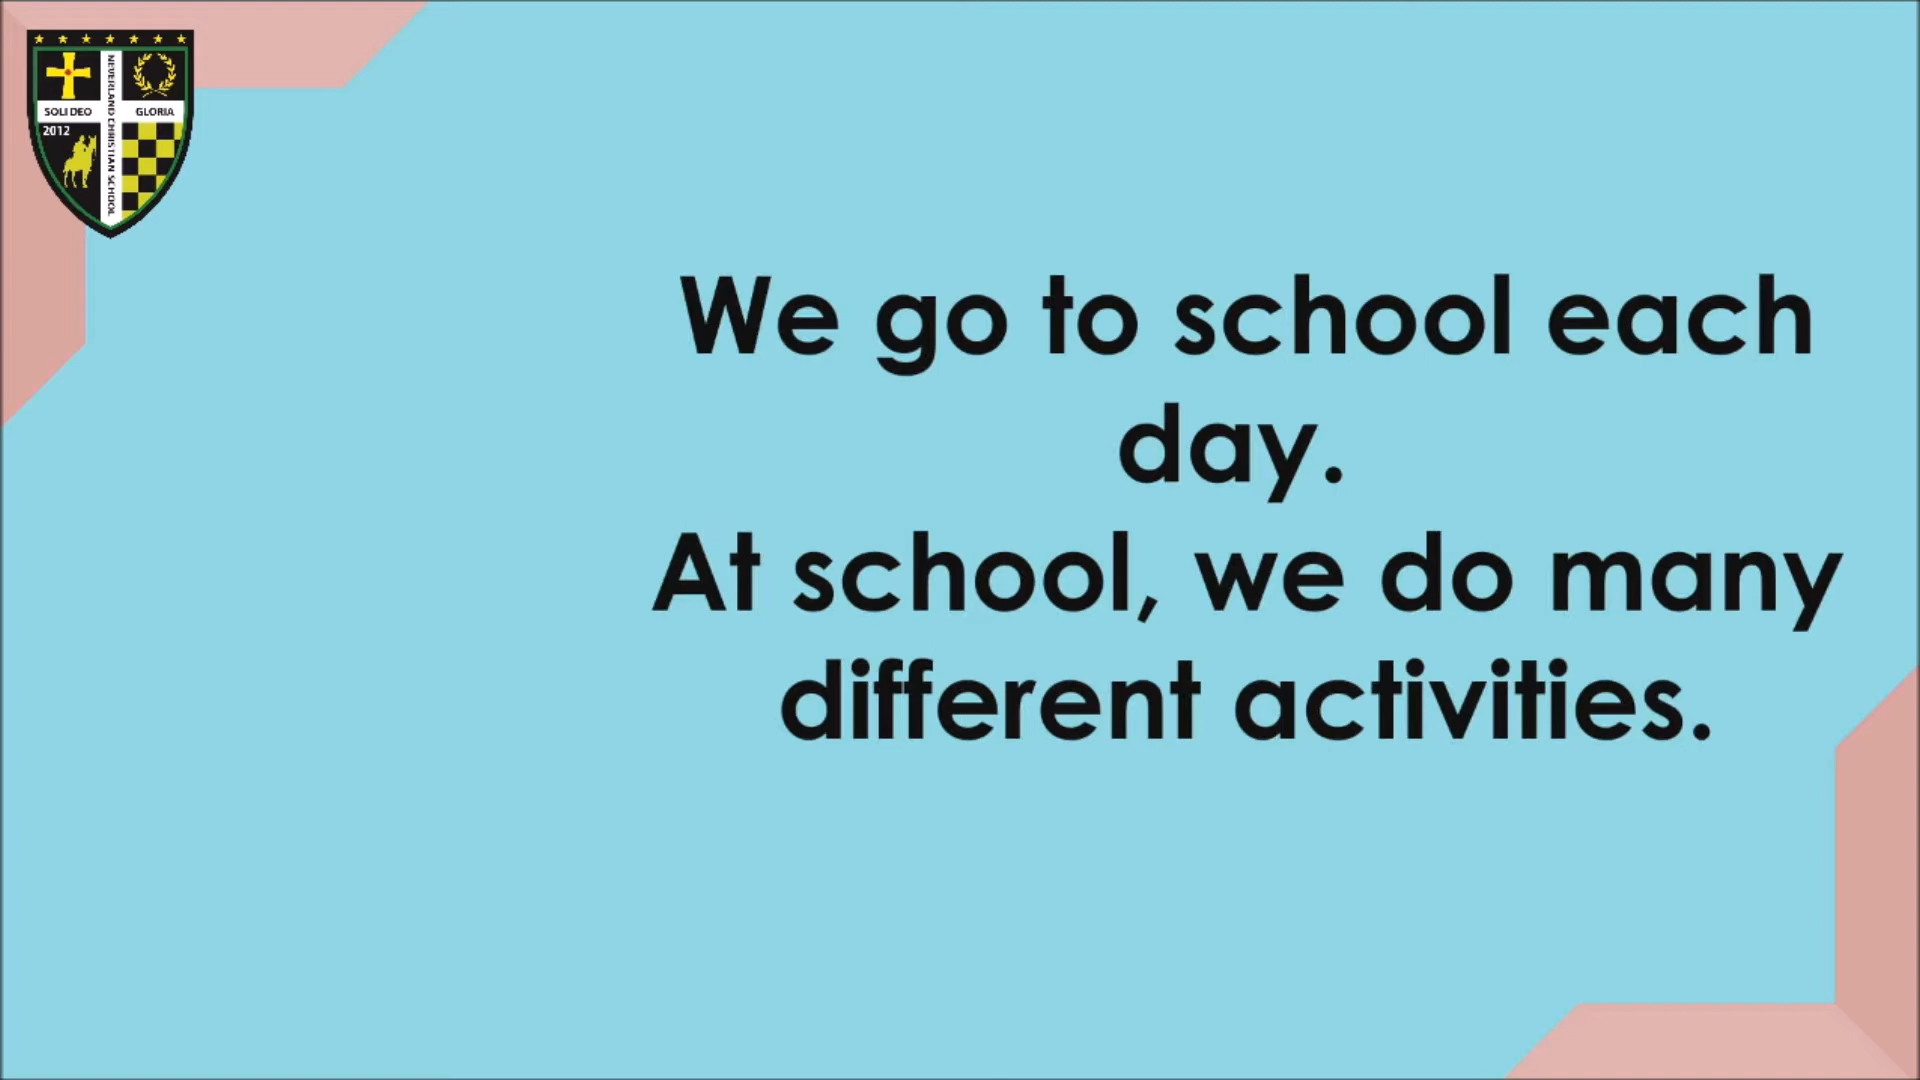 SOLI DEO GLORIA
2012
NEVERLAND CHRISTIAN SCHOOL
We go to school each
day.
At school, we do many
different activities.